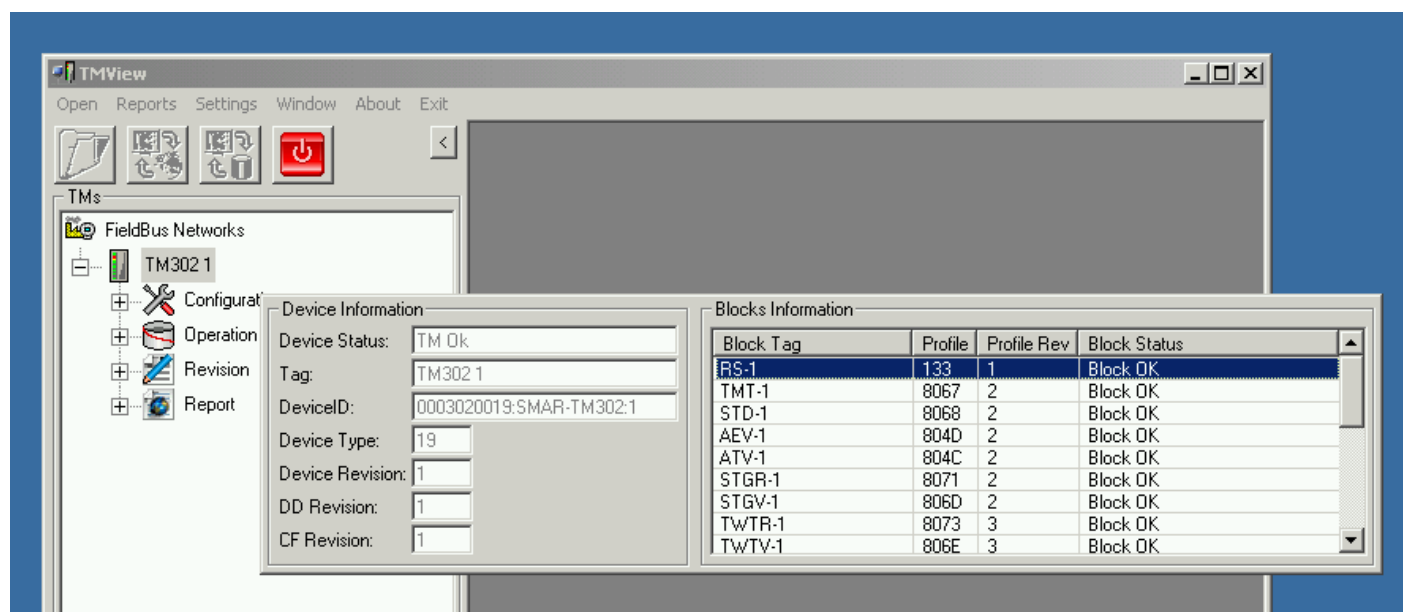 TMView
Open Reports Settings Window About Exit
<
TMs
FieldBus Networks
TM302 1
Configurati
Operation
Revision
Report
Device Information
Device Status: TM Ok
Tag: TM302 1
DeviceID: 0003020019:SMAR-TM302:1
Device Type: 19
Device Revision: 1
DD Revision: 1
CF Revision: 1
Blocks Information
Block Tag Profile Profile Rev Block Status
RS-1 133 1 Block OK
TMT-1 8067 2 Block OK
STD-1 8068 2 Block OK
AEV-1 804D 2 Block OK
ATV-1 804C 2 Block OK
STGR-1 8071 2 Block OK
STGV-1 806D 2 Block OK
TWTR-1 8073 3 Block OK
TWTV-1 806E 3 Block OK